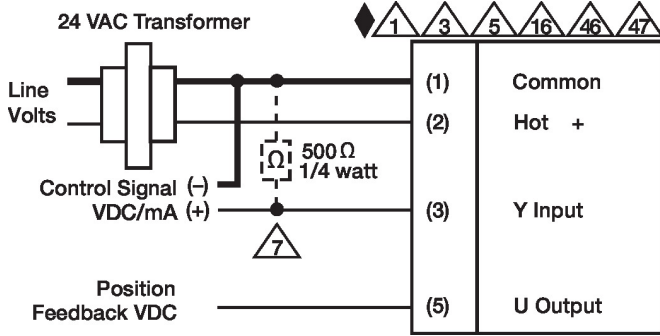 24 VAC Transformer
1 3 5 16 46 47
Line
Volts
(1) Common
(2) Hot +
Ω 500 Ω
1/4 watt
Control Signal (–)
VDC/mA (+)
(3) Y Input
7
Position
Feedback VDC
(5) U Output